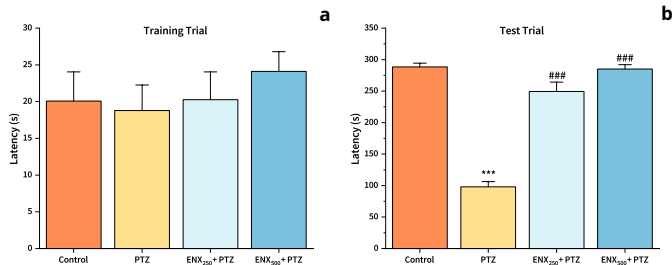 a
Training Trial
Latency (s)
30
25
20
15
10
5
0
Control
PTZ
ENX250+ PTZ
ENX500+ PTZ
b
Test Trial
Latency (s)
350
300
250
200
150
100
50
0
***
###
###
Control
PTZ
ENX250+ PTZ
ENX500+ PTZ